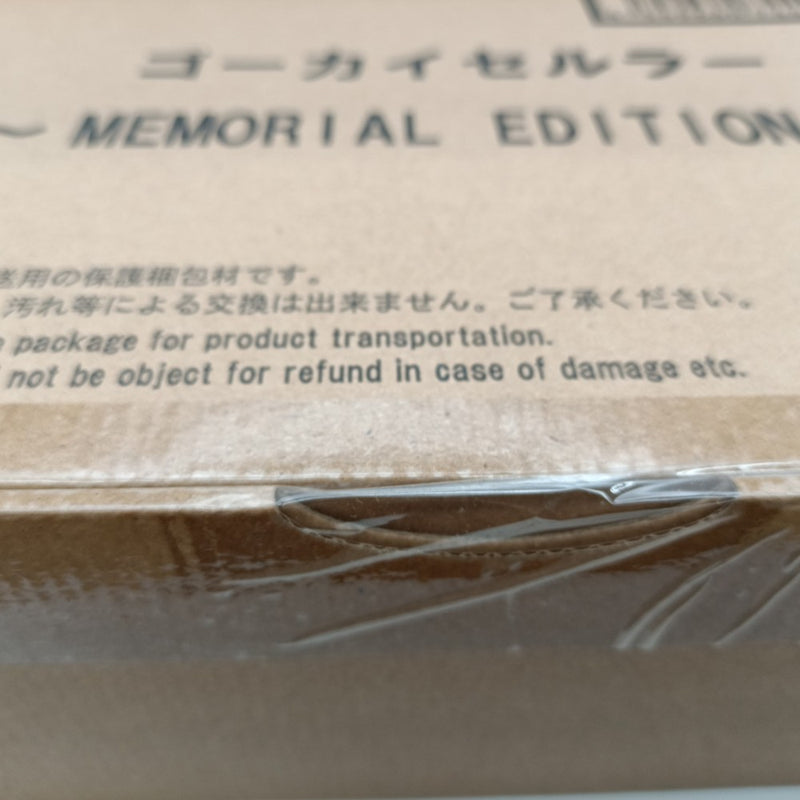 ゴーカイセルラー
～ MEMORIAL EDITION
送用の保護梱包材です。
汚れ等による交換は出来ません。ご了承ください。
package for product transportation.
not be object for refund in case of damage etc.